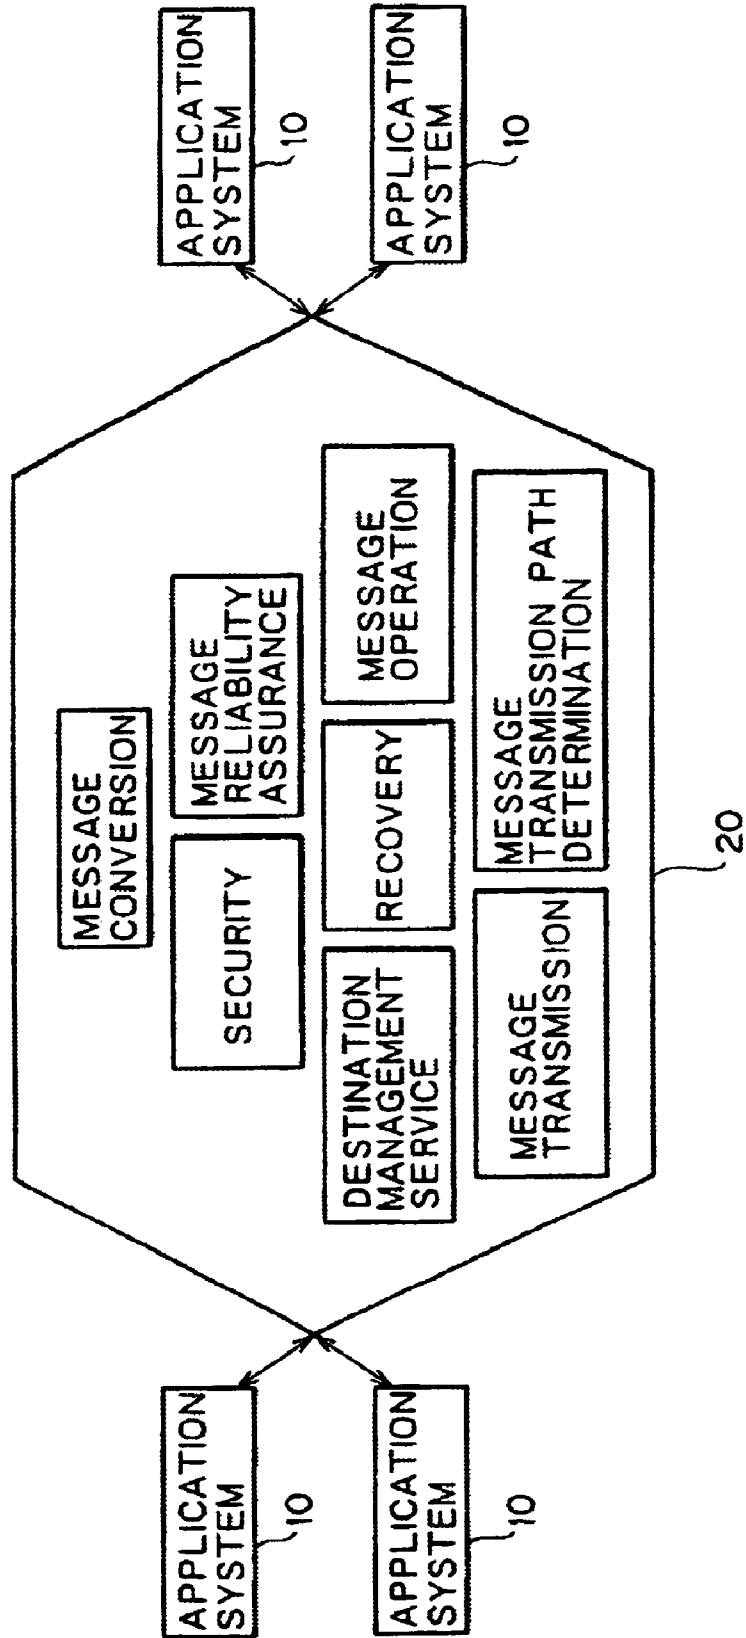 MESSAGE
CONVERSION
APPLICATION
SYSTEM
10
SECURITY
MESSAGE
RELIABILITY
ASSURANCE
APPLICATION
SYSTEM
10
DESTINATION
MANAGEMENT
SERVICE
RECOVERY
MESSAGE
OPERATION
APPLICATION
SYSTEM
10
MESSAGE
TRANSMISSION
MESSAGE
TRANSMISSION PATH
DETERMINATION
APPLICATION
SYSTEM
10
20